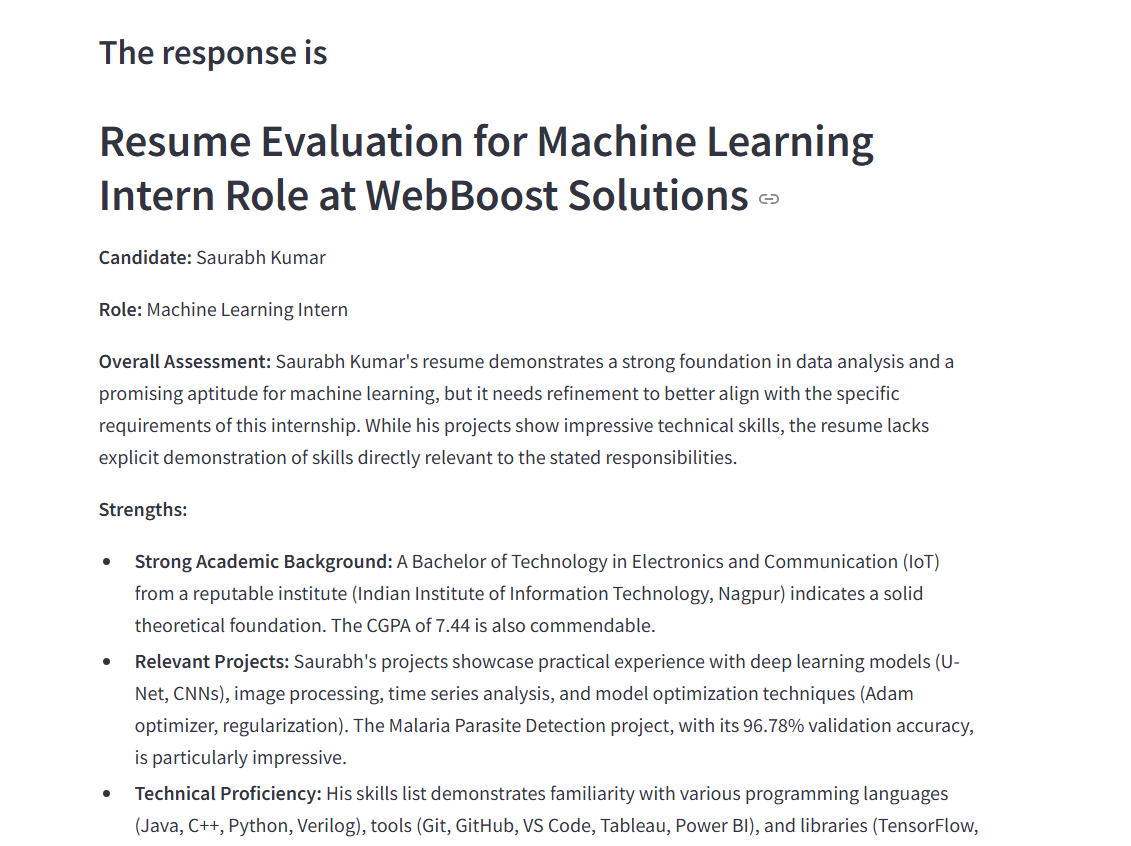 The response is
Resume Evaluation for Machine Learning
Intern Role at WebBoost Solutions
Candidate: Saurabh Kumar
Role: Machine Learning Intern
Overall Assessment: Saurabh Kumar's resume demonstrates a strong foundation in data analysis and a
promising aptitude for machine learning, but it needs refinement to better align with the specific
requirements of this internship. While his projects show impressive technical skills, the resume lacks
explicit demonstration of skills directly relevant to the stated responsibilities.
Strengths:
• Strong Academic Background: A Bachelor of Technology in Electronics and Communication (IoT)
from a reputable institute (Indian Institute of Information Technology, Nagpur) indicates a solid
theoretical foundation. The CGPA of 7.44 is also commendable.
• Relevant Projects: Saurabh's projects showcase practical experience with deep learning models (U-
Net, CNNs), image processing, time series analysis, and model optimization techniques (Adam
optimizer, regularization). The Malaria Parasite Detection project, with its 96.78% validation accuracy,
is particularly impressive.
• Technical Proficiency: His skills list demonstrates familiarity with various programming languages
(Java, C++, Python, Verilog), tools (Git, GitHub, VS Code, Tableau, Power BI), and libraries (TensorFlow,